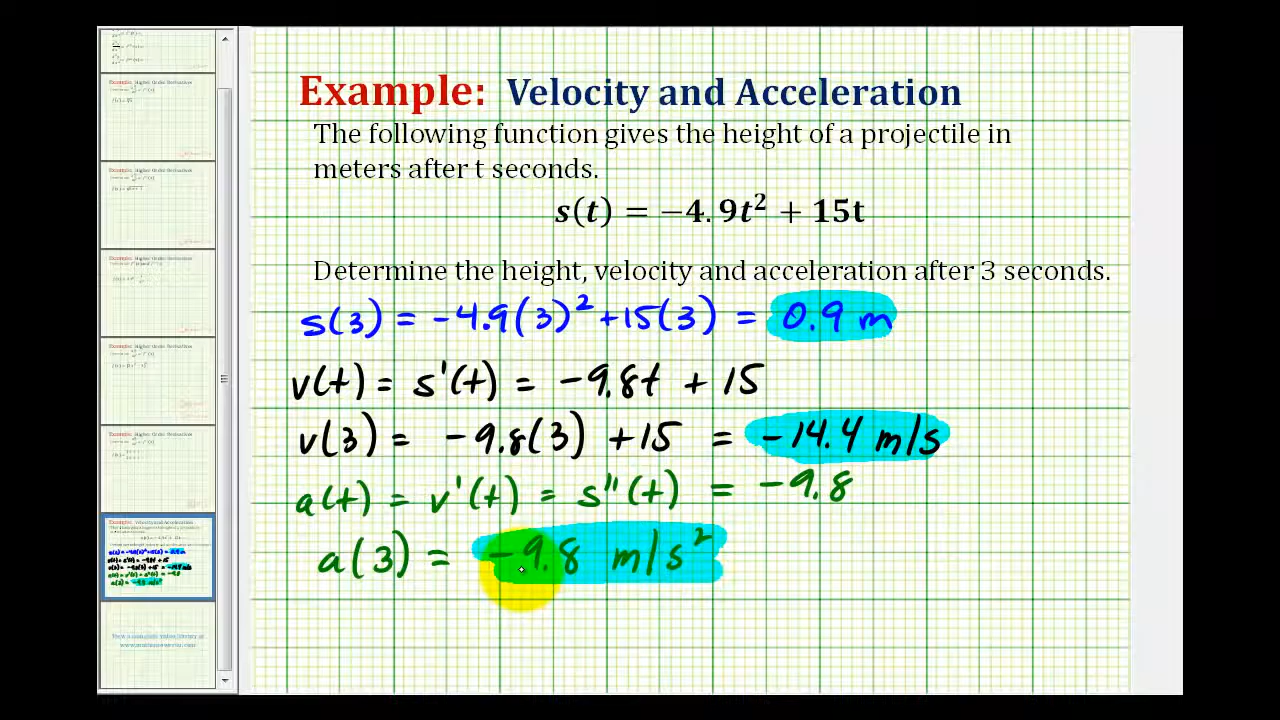 Example: Velocity and Acceleration
The following function gives the height of a projectile in
meters after t seconds.
s(t) = −4.9t² + 15t
Determine the height, velocity and acceleration after 3 seconds.
s(3) = -4.9(3)² +15(3) = 0.9 m
v(t) = s'(t) = -9.8t + 15
v(3) = -9.8(3) +15 = -14.4 m/s
a(t) = v'(t) = s"(t) = -9.8
a(3) = -9.8 m/s²